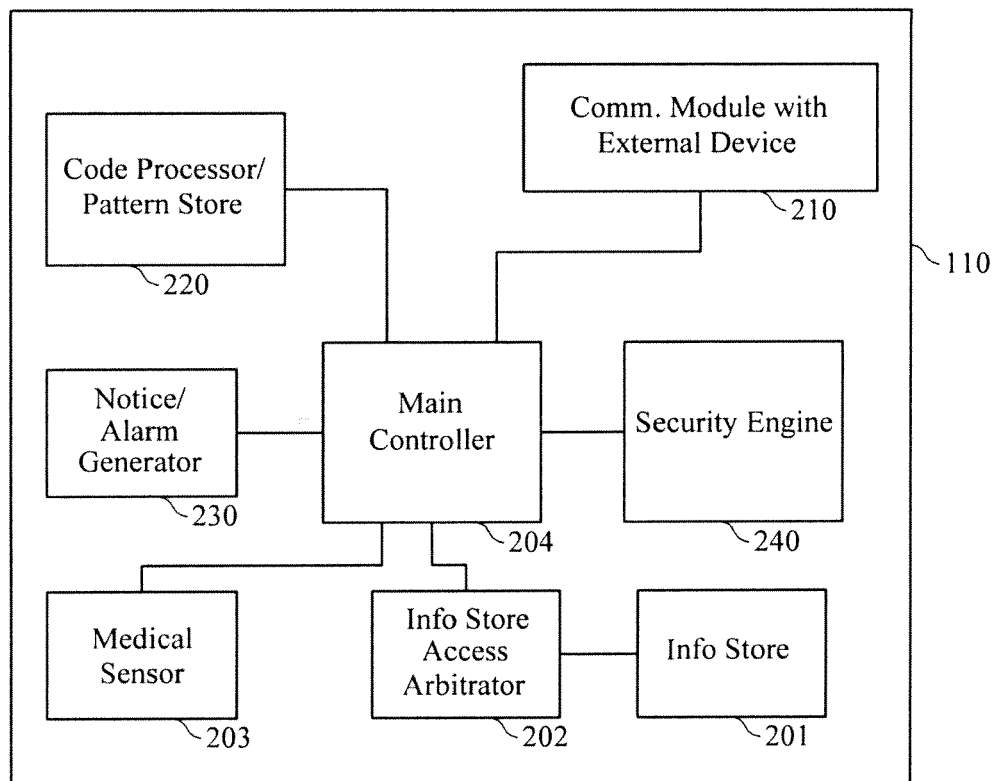 Comm. Module with
External Device
210
Code Processor/
Pattern Store
220
110
Notice/
Alarm
Generator
230
Main
Controller
204
Security Engine
240
Medical
Sensor
203
Info Store
Access
Arbitrator
202
Info Store
201